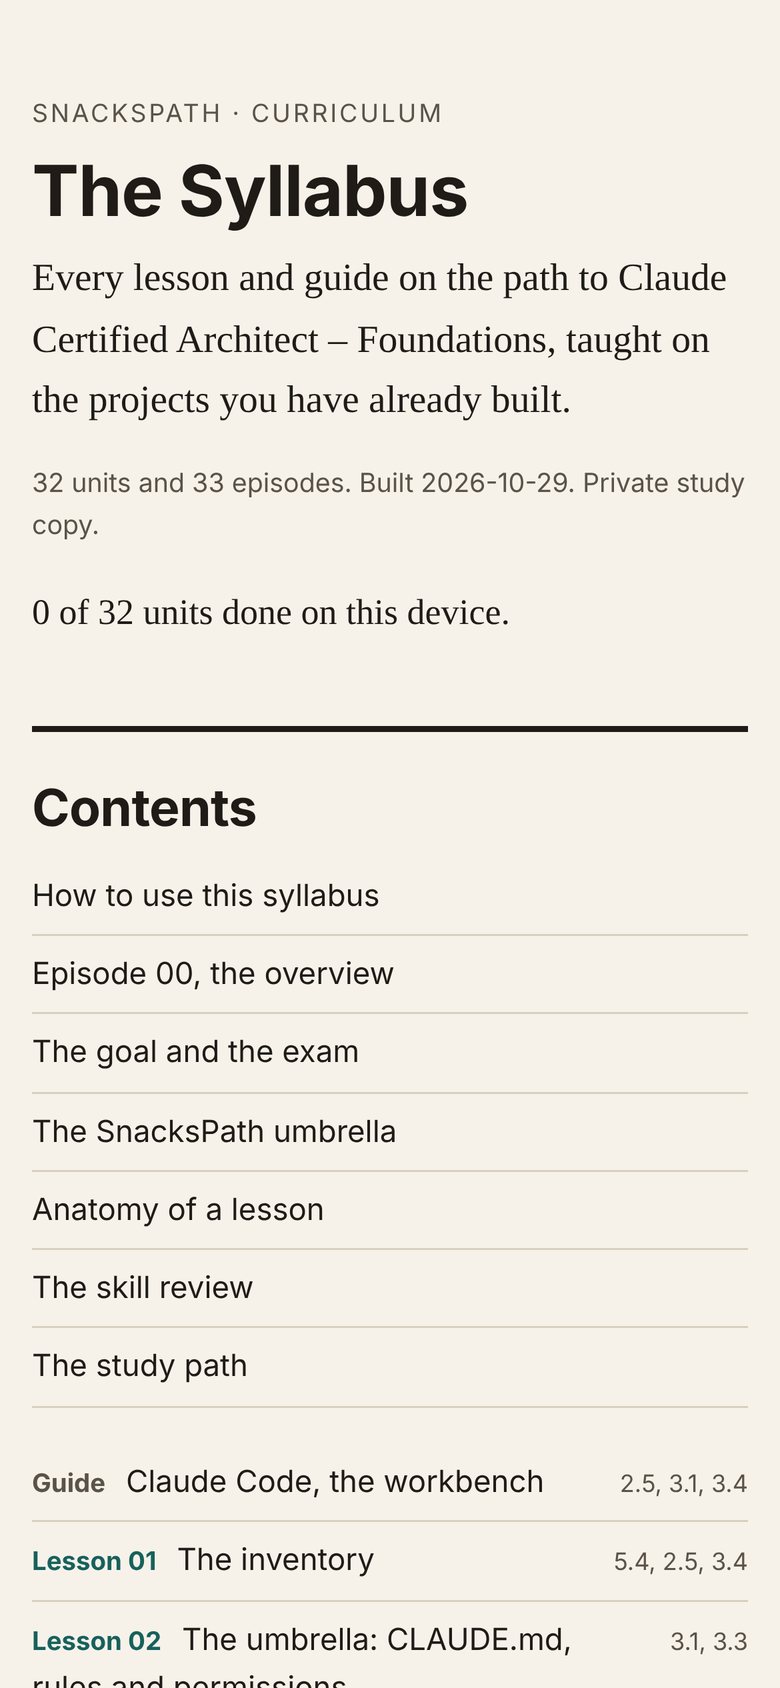 SNACKSPATH · CURRICULUM
The Syllabus
Every lesson and guide on the path to Claude
Certified Architect – Foundations, taught on
the projects you have already built.
32 units and 33 episodes. Built 2026-10-29. Private study
copy.
0 of 32 units done on this device.
Contents
How to use this syllabus
Episode 00, the overview
The goal and the exam
The SnacksPath umbrella
Anatomy of a lesson
The skill review
The study path
Guide Claude Code, the workbench 2.5, 3.1, 3.4
Lesson 01 The inventory 5.4, 2.5, 3.4
Lesson 02 The umbrella: CLAUDE.md, 3.1, 3.3
rules and permissions